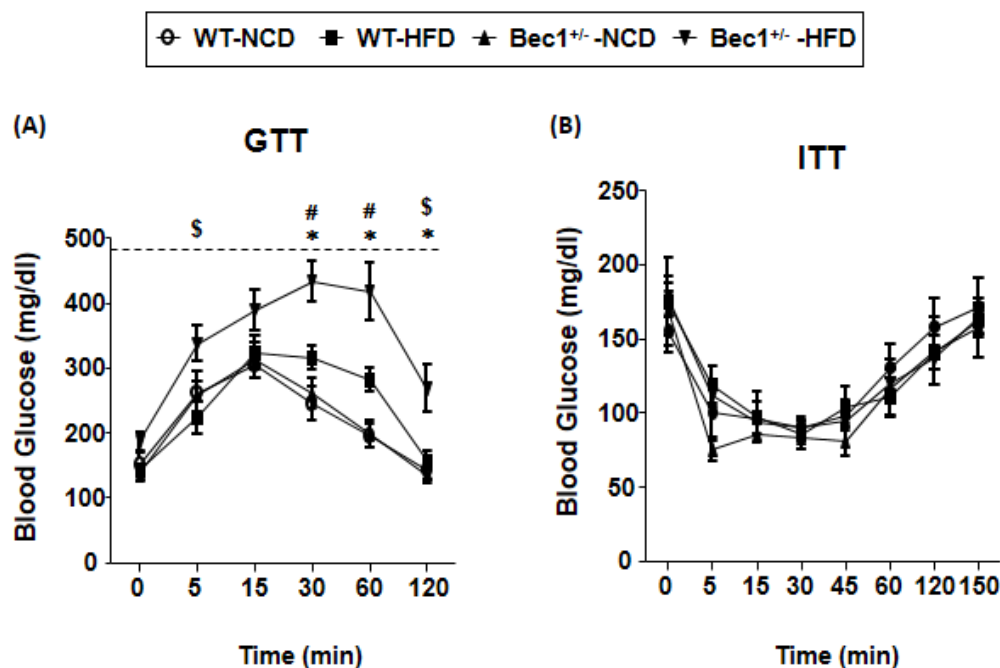 WT-NCD WT-HFD Bec1+/- -NCD Bec1+/- -HFD
(A)
GTT
$ # # $
* * *
500
400
300
200
100
0
Blood Glucose (mg/dl)
0 5 15 30 60 120
Time (min)
(B)
ITT
250
200
150
100
50
0
Blood Glucose (mg/dl)
0 5 15 30 45 60 120 150
Time (min)